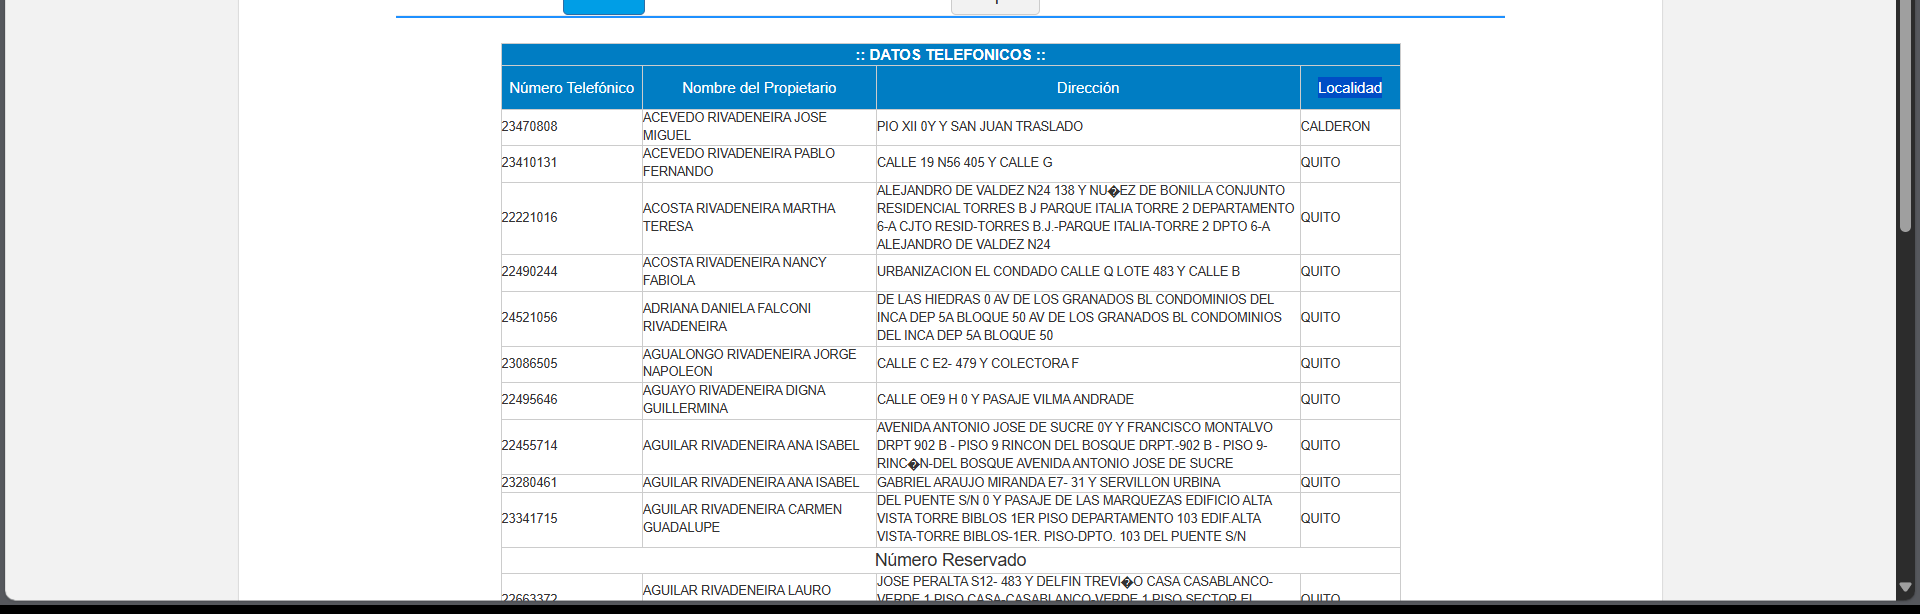 :: DATOS TELEFONICOS ::
Número Telefónico Nombre del Propietario Dirección Localidad
23470808 ACEVEDO RIVADENEIRA JOSE MIGUEL PIO XII 0Y Y SAN JUAN TRASLADO CALDERON
23410131 ACEVEDO RIVADENEIRA PABLO FERNANDO CALLE 19 N56 405 Y CALLE G QUITO
22221016 ACOSTA RIVADENEIRA MARTHA TERESA ALEJANDRO DE VALDEZ N24 138 Y NU�EZ DE BONILLA CONJUNTO RESIDENCIAL TORRES B J PARQUE ITALIA TORRE 2 DEPARTAMENTO 6-A CJTO RESID-TORRES B.J.-PARQUE ITALIA-TORRE 2 DPTO 6-A ALEJANDRO DE VALDEZ N24 QUITO
22490244 ACOSTA RIVADENEIRA NANCY FABIOLA URBANIZACION EL CONDADO CALLE Q LOTE 483 Y CALLE B QUITO
24521056 ADRIANA DANIELA FALCONI RIVADENEIRA DE LAS HIEDRAS 0 AV DE LOS GRANADOS BL CONDOMINIOS DEL INCA DEP 5A BLOQUE 50 AV DE LOS GRANADOS BL CONDOMINIOS DEL INCA DEP 5A BLOQUE 50 QUITO
23086505 AGUALONGO RIVADENEIRA JORGE NAPOLEON CALLE C E2- 479 Y COLECTORA F QUITO
22495646 AGUAYO RIVADENEIRA DIGNA GUILLERMINA CALLE OE9 H 0 Y PASAJE VILMA ANDRADE QUITO
22455714 AGUILAR RIVADENEIRA ANA ISABEL AVENIDA ANTONIO JOSE DE SUCRE 0Y Y FRANCISCO MONTALVO DRPT 902 B - PISO 9 RINCON DEL BOSQUE DRPT.-902 B - PISO 9-RINC�N-DEL BOSQUE AVENIDA ANTONIO JOSE DE SUCRE QUITO
23280461 AGUILAR RIVADENEIRA ANA ISABEL GABRIEL ARAUJO MIRANDA E7- 31 Y SERVILLON URBINA QUITO
23341715 AGUILAR RIVADENEIRA CARMEN GUADALUPE DEL PUENTE S/N 0 Y PASAJE DE LAS MARQUEZAS EDIFICIO ALTA VISTA TORRE BIBLOS 1ER PISO DEPARTAMENTO 103 EDIF.ALTA VISTA-TORRE BIBLOS-1ER. PISO-DPTO. 103 DEL PUENTE S/N QUITO
Número Reservado
22663372 AGUILAR RIVADENEIRA LAURO JOSE PERALTA S12- 483 Y DELFIN TREVI�O CASA CASABLANCO-VERDE 1 PISO CASA-CASABLANCO-VERDE 1 PISO SECTOR EL QUITO